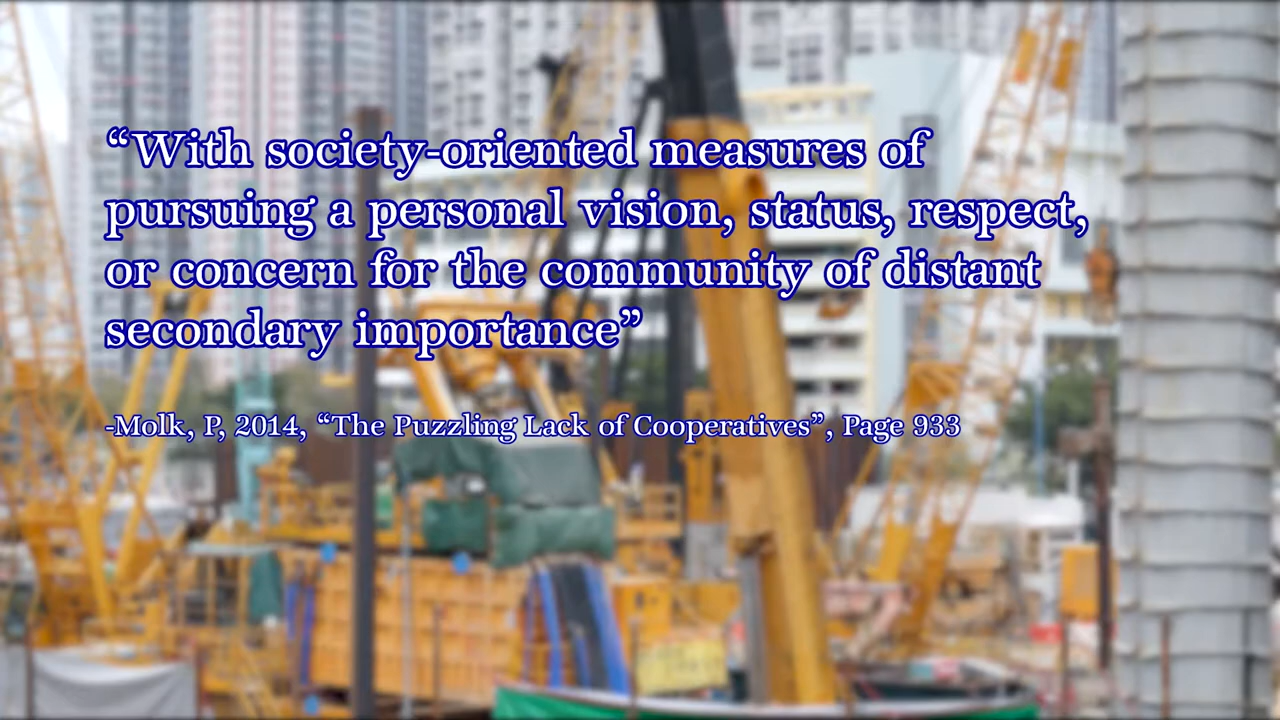 “With society-oriented measures of
pursuing a personal vision, status, respect,
or concern for the community of distant
secondary importance”
-Molk, P, 2014, “The Puzzling Lack of Cooperatives”, Page 933